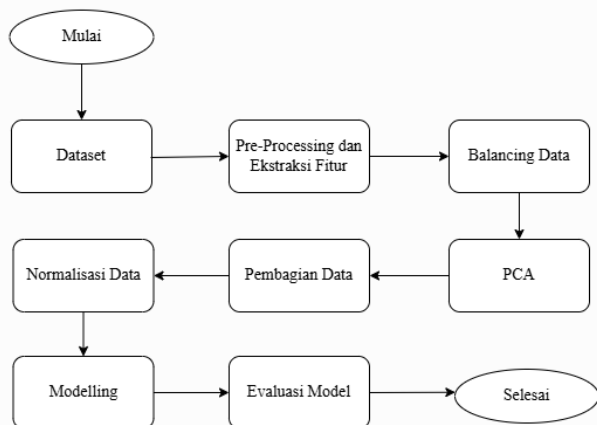 Mulai
Dataset
Pre-Processing dan
Ekstraksi Fitur
Balancing Data
PCA
Pembagian Data
Normalisasi Data
Modelling
Evaluasi Model
Selesai